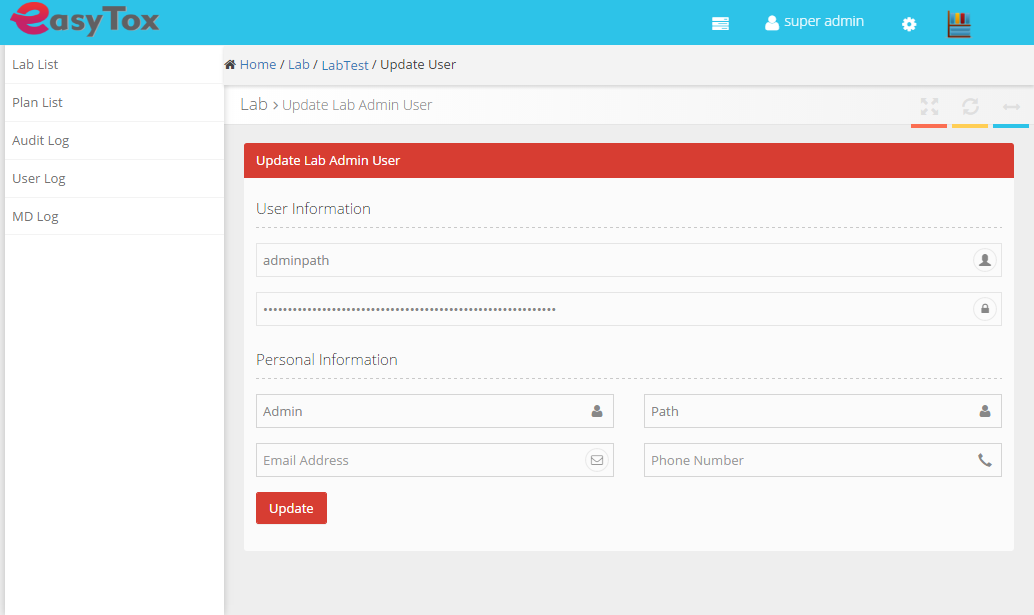 easyTox
super admin
Lab List
Plan List
Audit Log
User Log
MD Log
Home / Lab / LabTest / Update User
Lab › Update Lab Admin User
Update Lab Admin User
User Information
adminpath
••••••••••••••••••••••••••••••••••••••••••••••••••••••••••••
Personal Information
Admin
Path
Email Address
Phone Number
Update